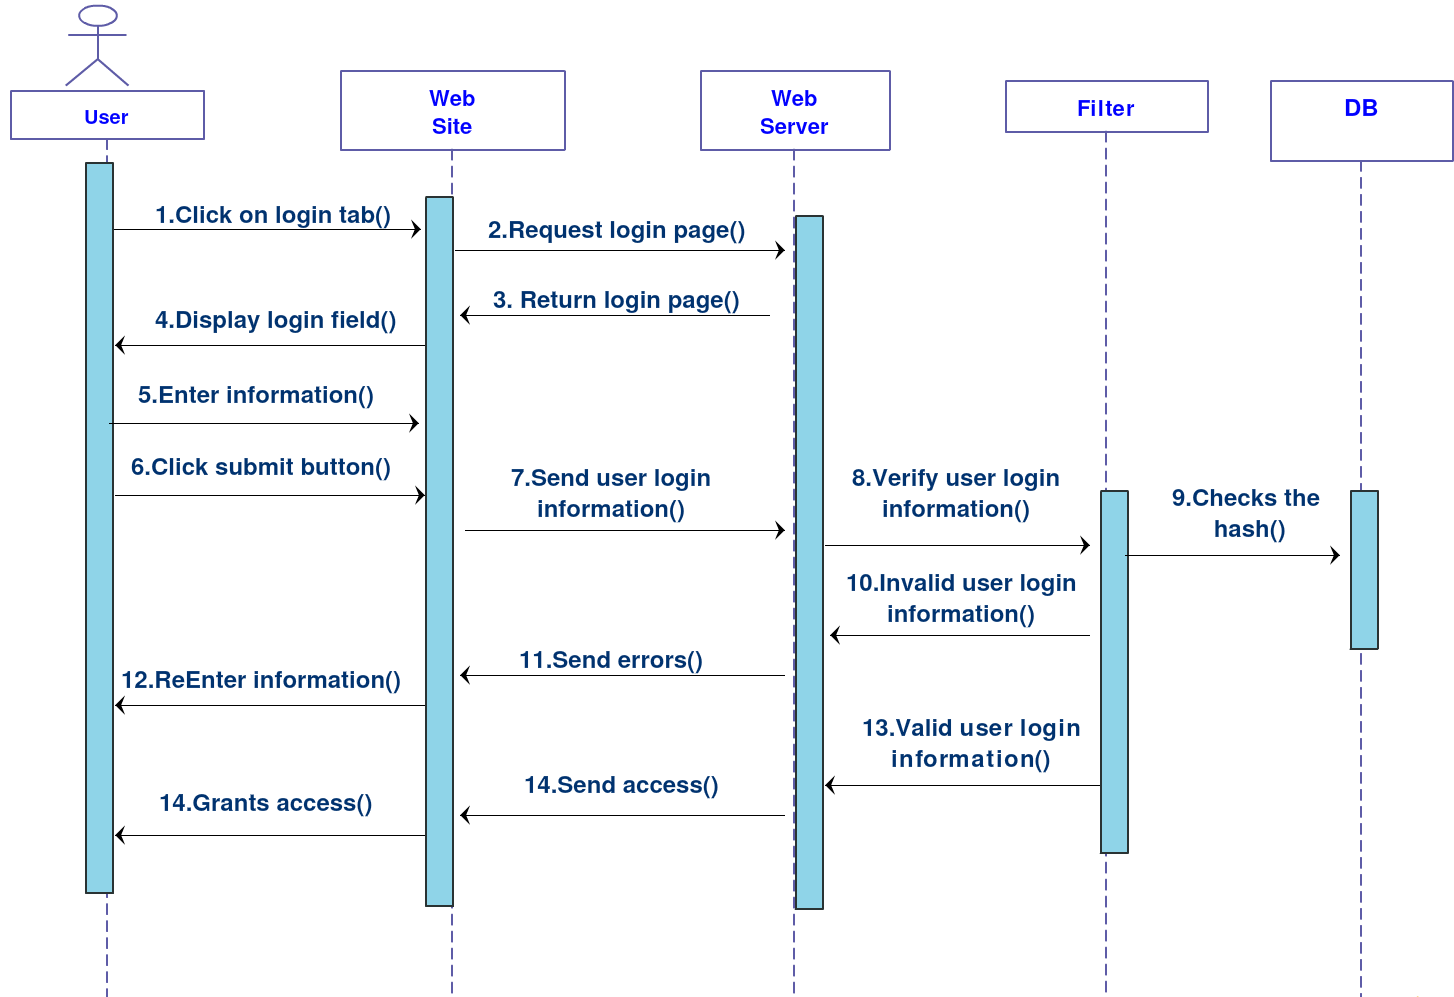 User
Web
Site
Web
Server
Filter
DB
1.Click on login tab()
2.Request login page()
3. Return login page()
4.Display login field()
5.Enter information()
6.Click submit button()
7.Send user login
information()
8.Verify user login
information()
9.Checks the
hash()
10.Invalid user login
information()
11.Send errors()
12.ReEnter information()
13.Valid user login
information()
14.Send access()
14.Grants access()